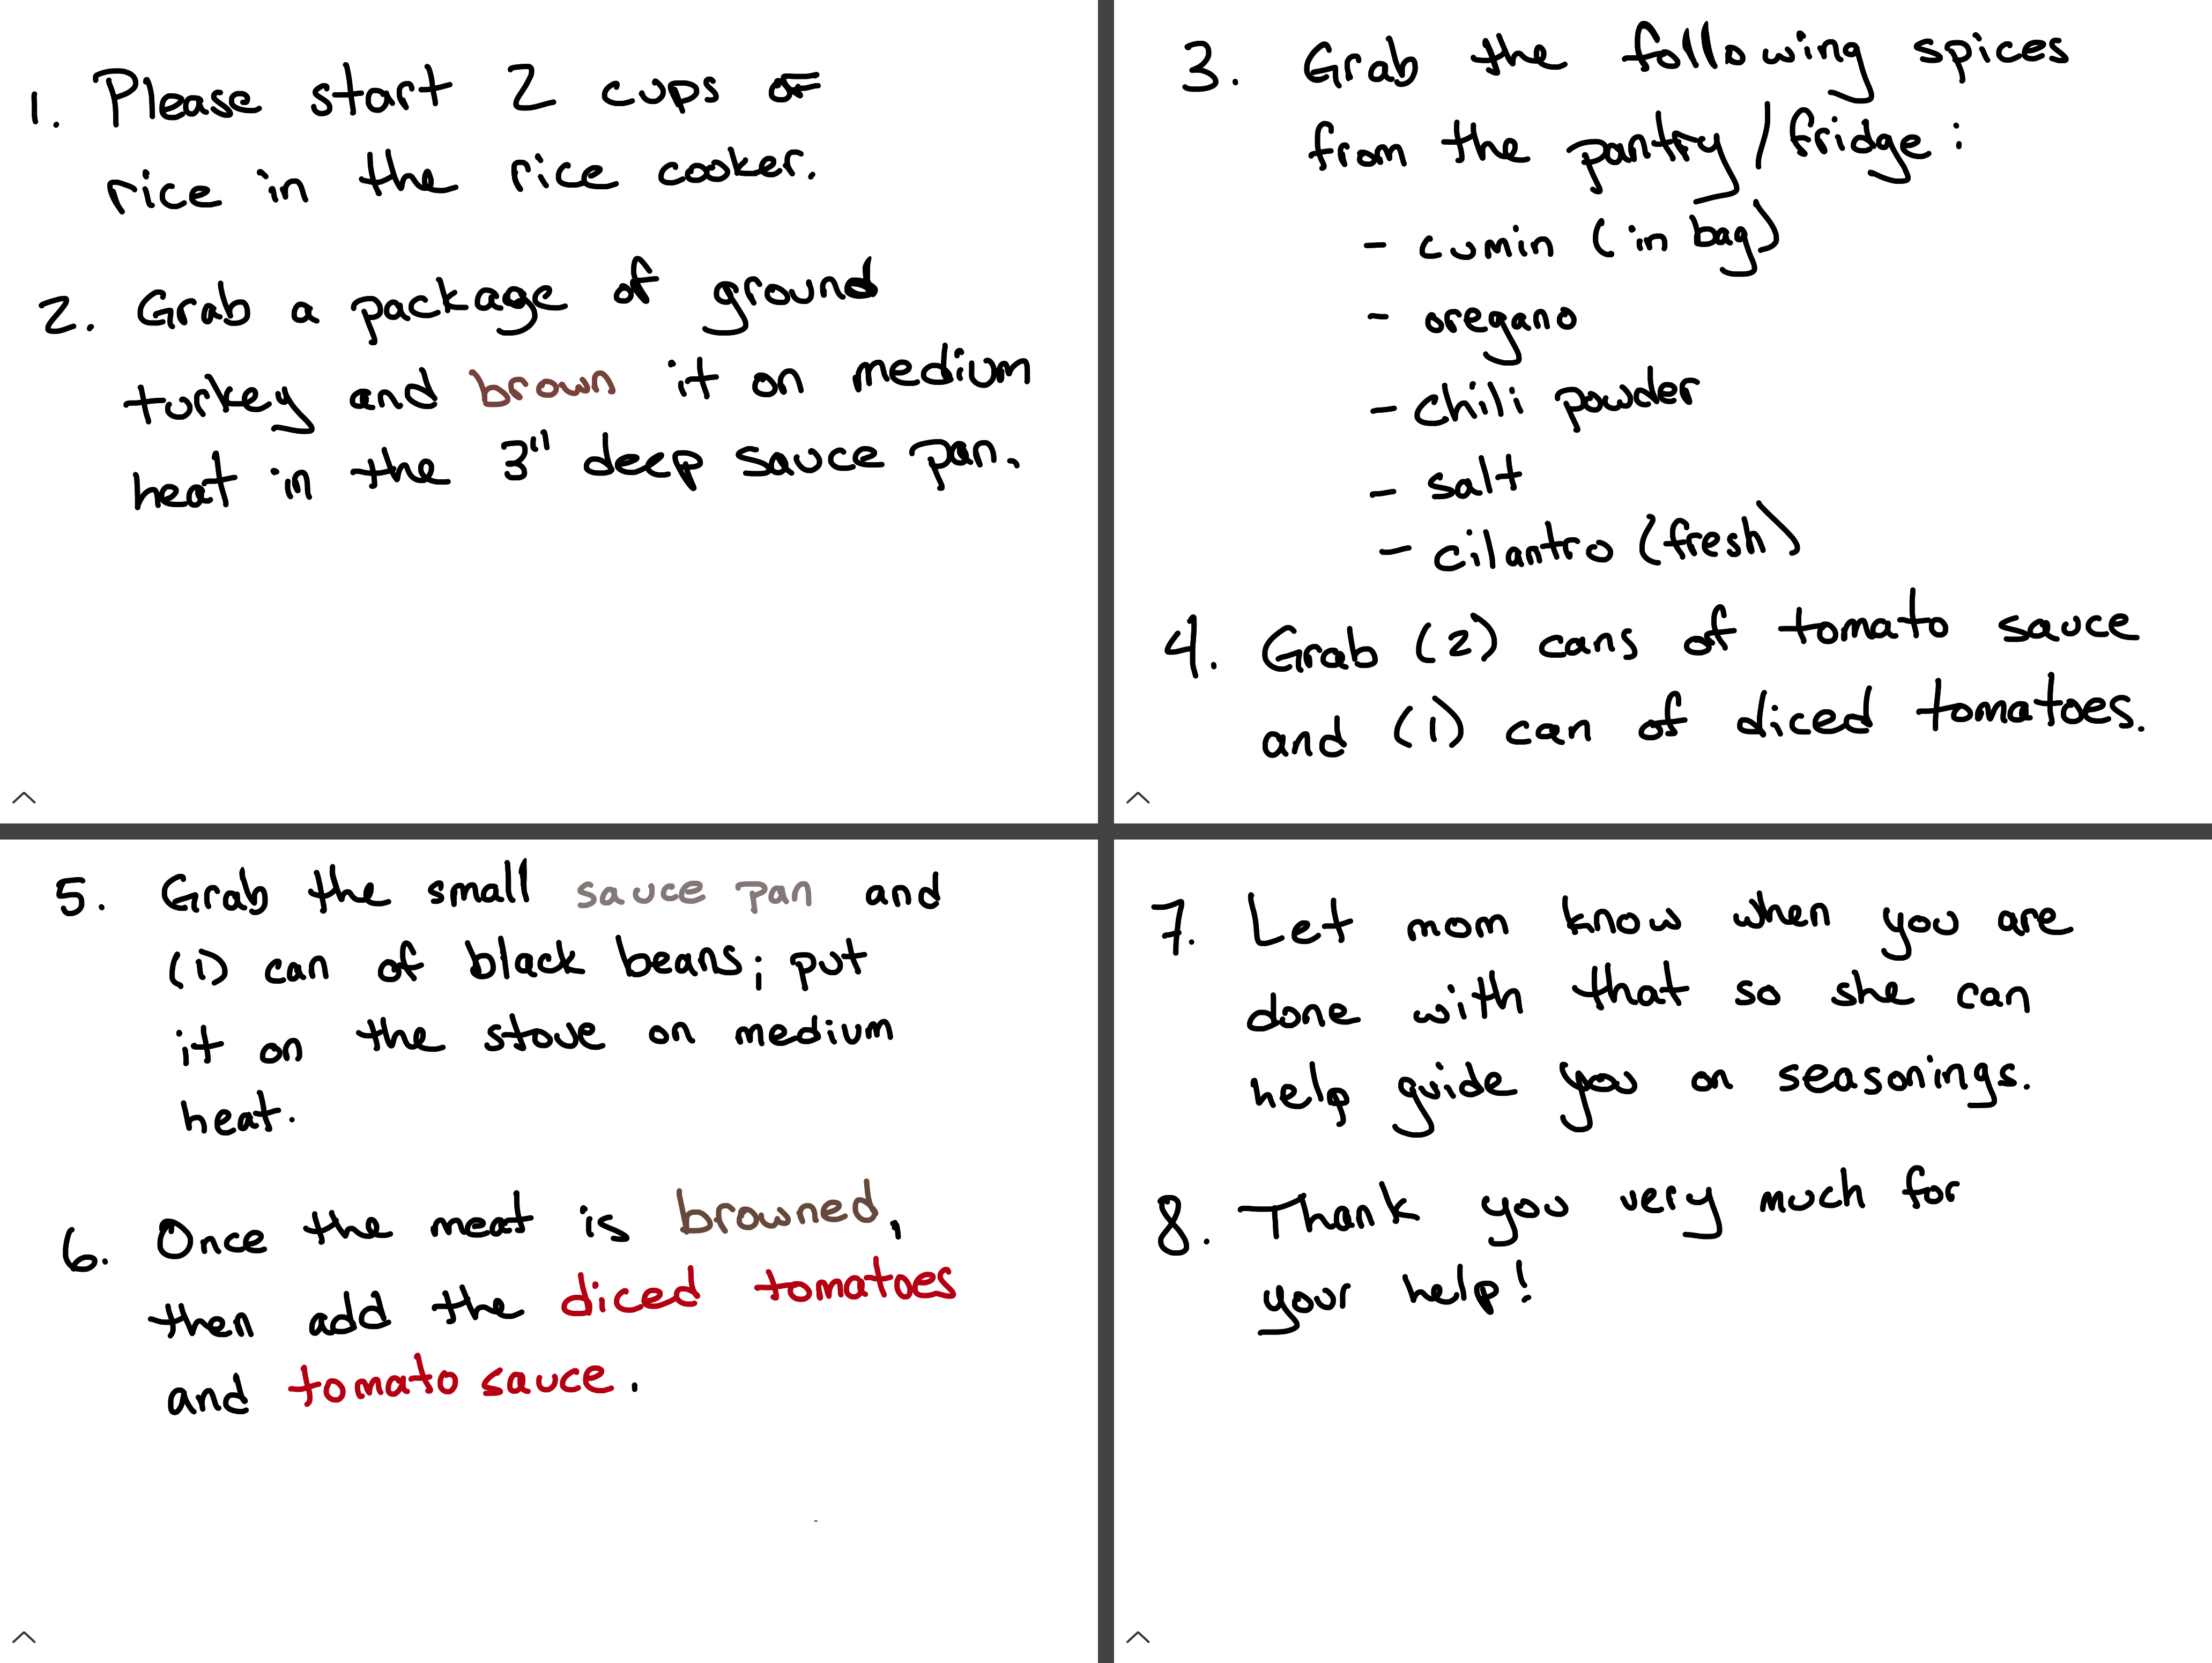 1. Please start 2 cups of
rice in the rice cooker.
2. Grab a package of ground
turkey and brown it on medium
heat in the 3" deep sauce pan.
3. Grab the following spices
from the pantry/fridge:
- cumin (in bag)
- oregano
- chili powder
- salt
- cilantro (fresh)
4. Grab (2) cans of tomato sauce
and (1) can of diced tomatoes.
5. Grab the small sauce pan and
(1) can of black beans; put
it on the stove on medium
heat.
6. Once the meat is browned,
then add the diced tomatoes
and tomato sauce.
7. Let mom know when you are
done with that so she can
help guide you on seasonings.
8. Thank you very much for
your help!